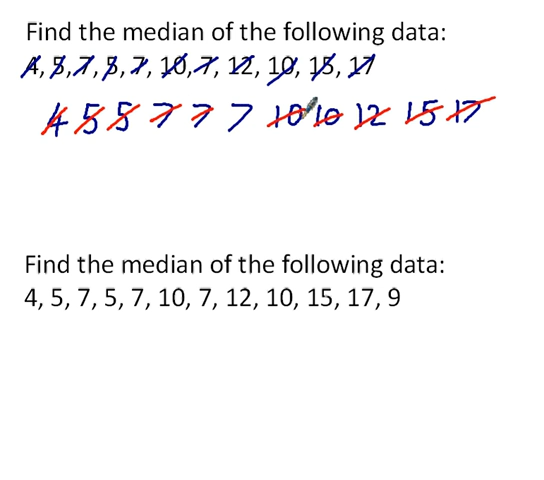 Find the median of the following data:
4, 5, 7, 5, 7, 10, 7, 12, 10, 15, 17
4 5 5 7 7 7 10 10 12 15 17
Find the median of the following data:
4, 5, 7, 5, 7, 10, 7, 12, 10, 15, 17, 9